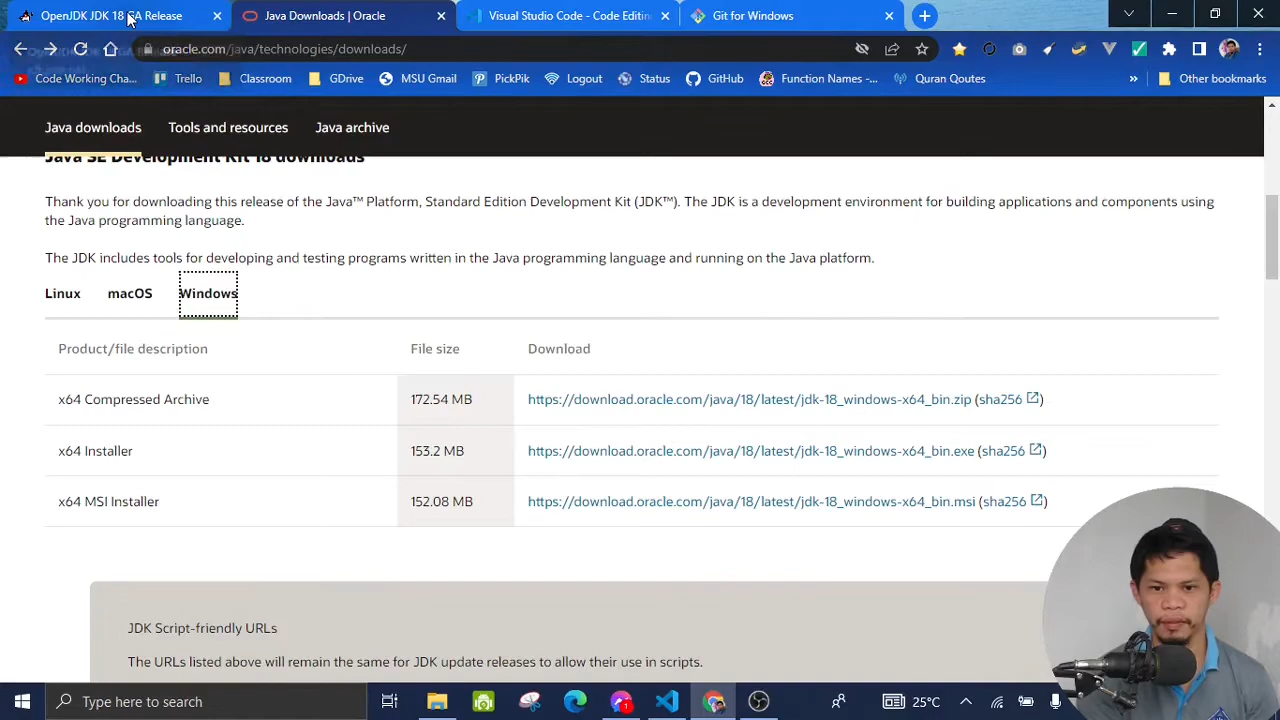 OpenJDK JDK 18 GA Release
Java Downloads | Oracle
Visual Studio Code - Code Editin
Git for Windows
oracle.com/java/technologies/downloads/
Code Working Cha...
Trello
Classroom
GDrive
MSU Gmail
PickPik
Logout
Status
GitHub
Function Names -...
Quran Qoutes
»
Other bookmarks
Java downloads
Tools and resources
Java archive
Java SE Development Kit 18 downloads
Thank you for downloading this release of the Java™ Platform, Standard Edition Development Kit (JDK™). The JDK is a development environment for building applications and components using
the Java programming language.
The JDK includes tools for developing and testing programs written in the Java programming language and running on the Java platform.
Linux
macOS
Windows
Product/file description
File size
Download
x64 Compressed Archive
172.54 MB
https://download.oracle.com/java/18/latest/jdk-18_windows-x64_bin.zip (sha256)
x64 Installer
153.2 MB
https://download.oracle.com/java/18/latest/jdk-18_windows-x64_bin.exe (sha256)
x64 MSI Installer
152.08 MB
https://download.oracle.com/java/18/latest/jdk-18_windows-x64_bin.msi (sha256)
JDK Script-friendly URLs
The URLs listed above will remain the same for JDK update releases to allow their use in scripts.
Type here to search
1
25°C